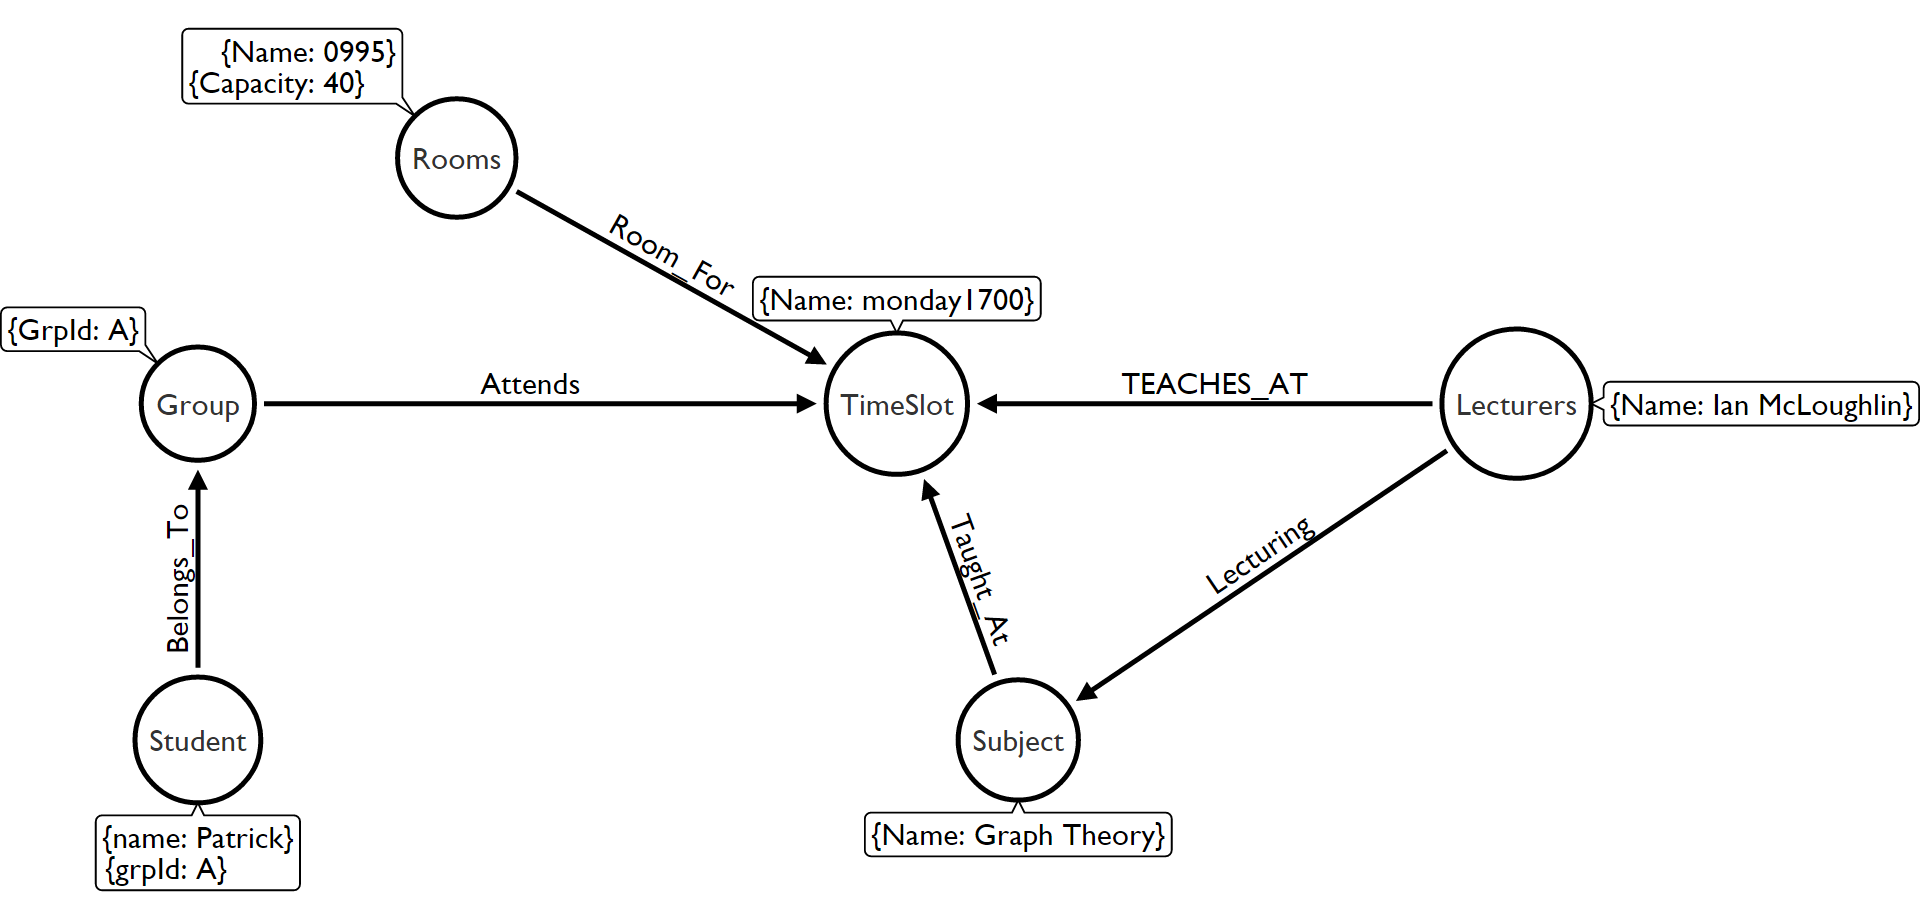 {Name: 0995}
{Capacity: 40}
Rooms
Room_For
{Name: monday1700}
{GrpId: A}
Group
Attends
TimeSlot
TEACHES_AT
Lecturers
{Name: Ian McLoughlin}
Belongs_To
Taught_At
Lecturing
Student
Subject
{name: Patrick}
{grpId: A}
{Name: Graph Theory}